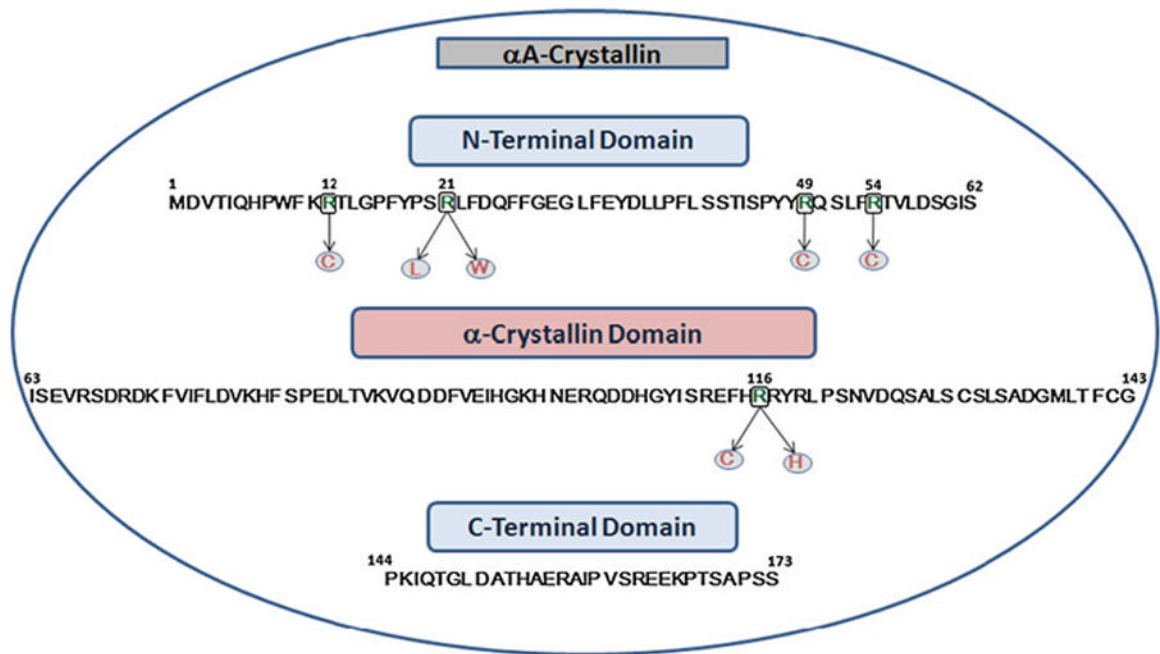 αA-Crystallin
N-Terminal Domain
1 12 21 49 54 62
MDVTIQHPWF KRTLGPFYPS RLFDQFFGEG LFEYDLLPFL SSTISPYYRQ SLFRTVLDSGIS
C L W C C
α-Crystallin Domain
63 116 143
ISEVRSDRDK FVIFLDVKHF SPEDLTVKVQ DDFVEIHGKH NERQDDHGYI SREFHRRYRL PSNVDQSALS CSLSADGMLT FCG
C H
C-Terminal Domain
144 173
PKIQTGL DATHAERAIP VSREEKPTSAPSS